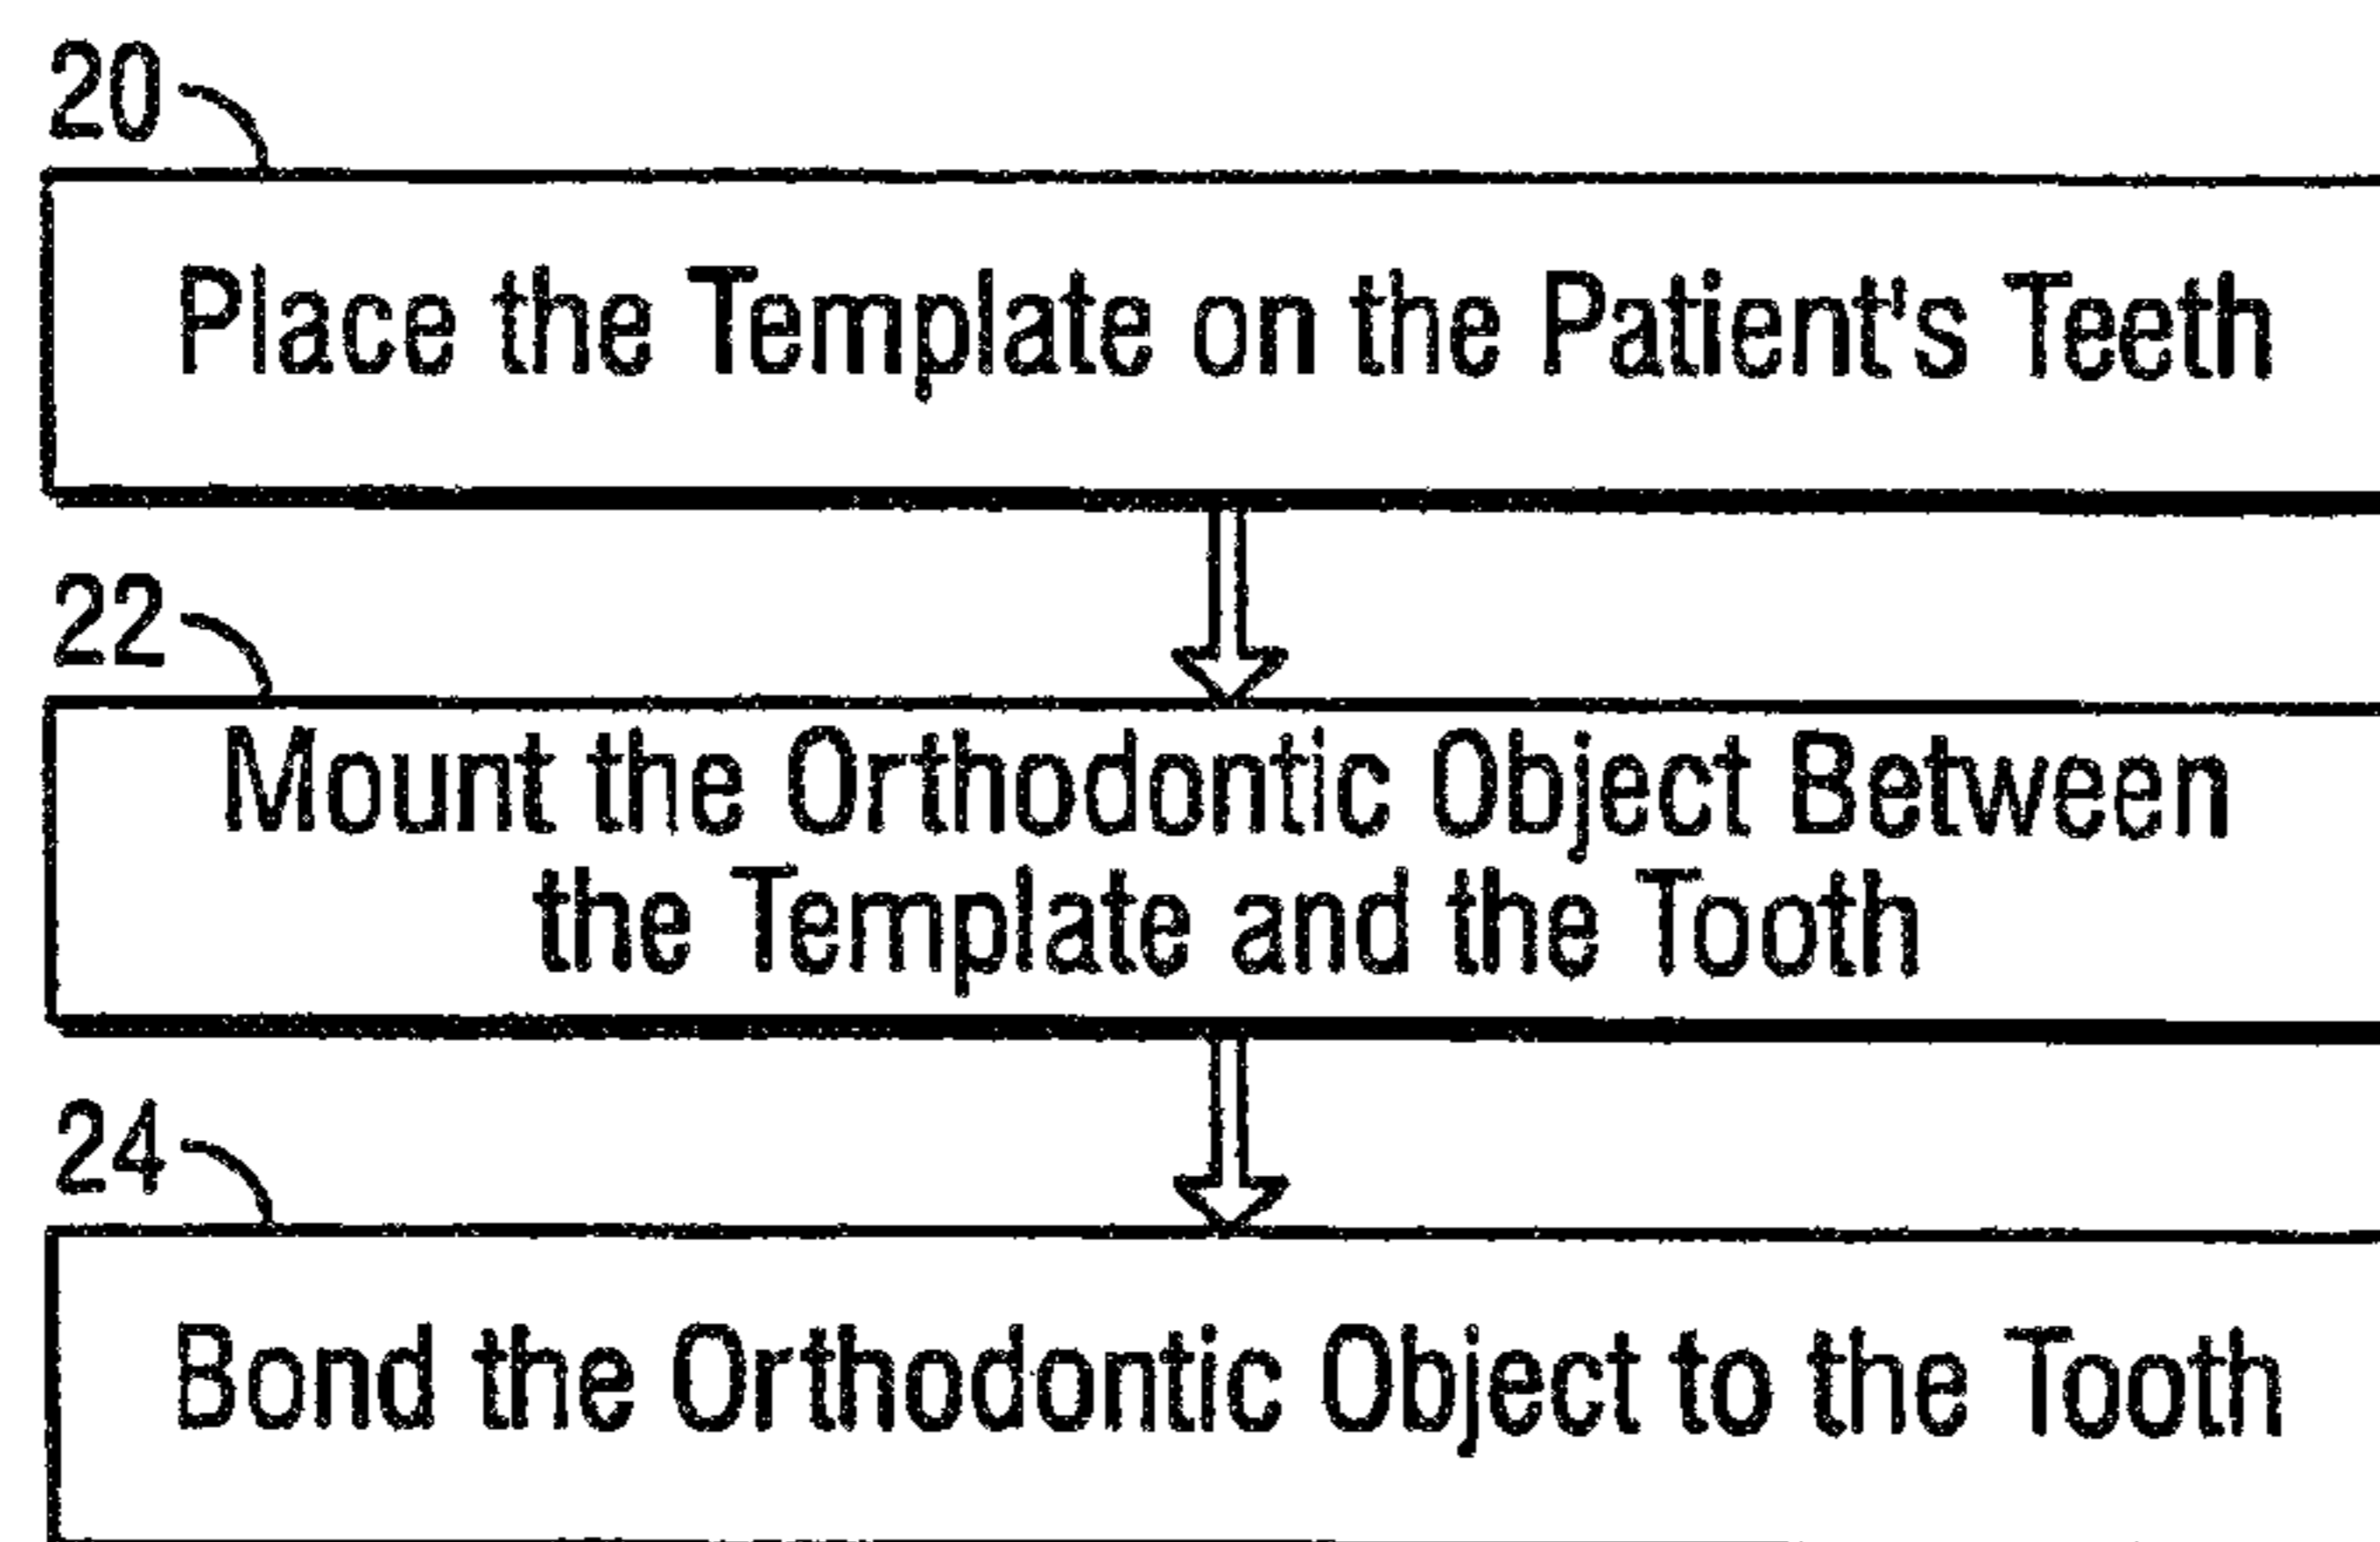 20
Place the Template on the Patient's Teeth
22
Mount the Orthodontic Object Between
the Template and the Tooth
24
Bond the Orthodontic Object to the Tooth